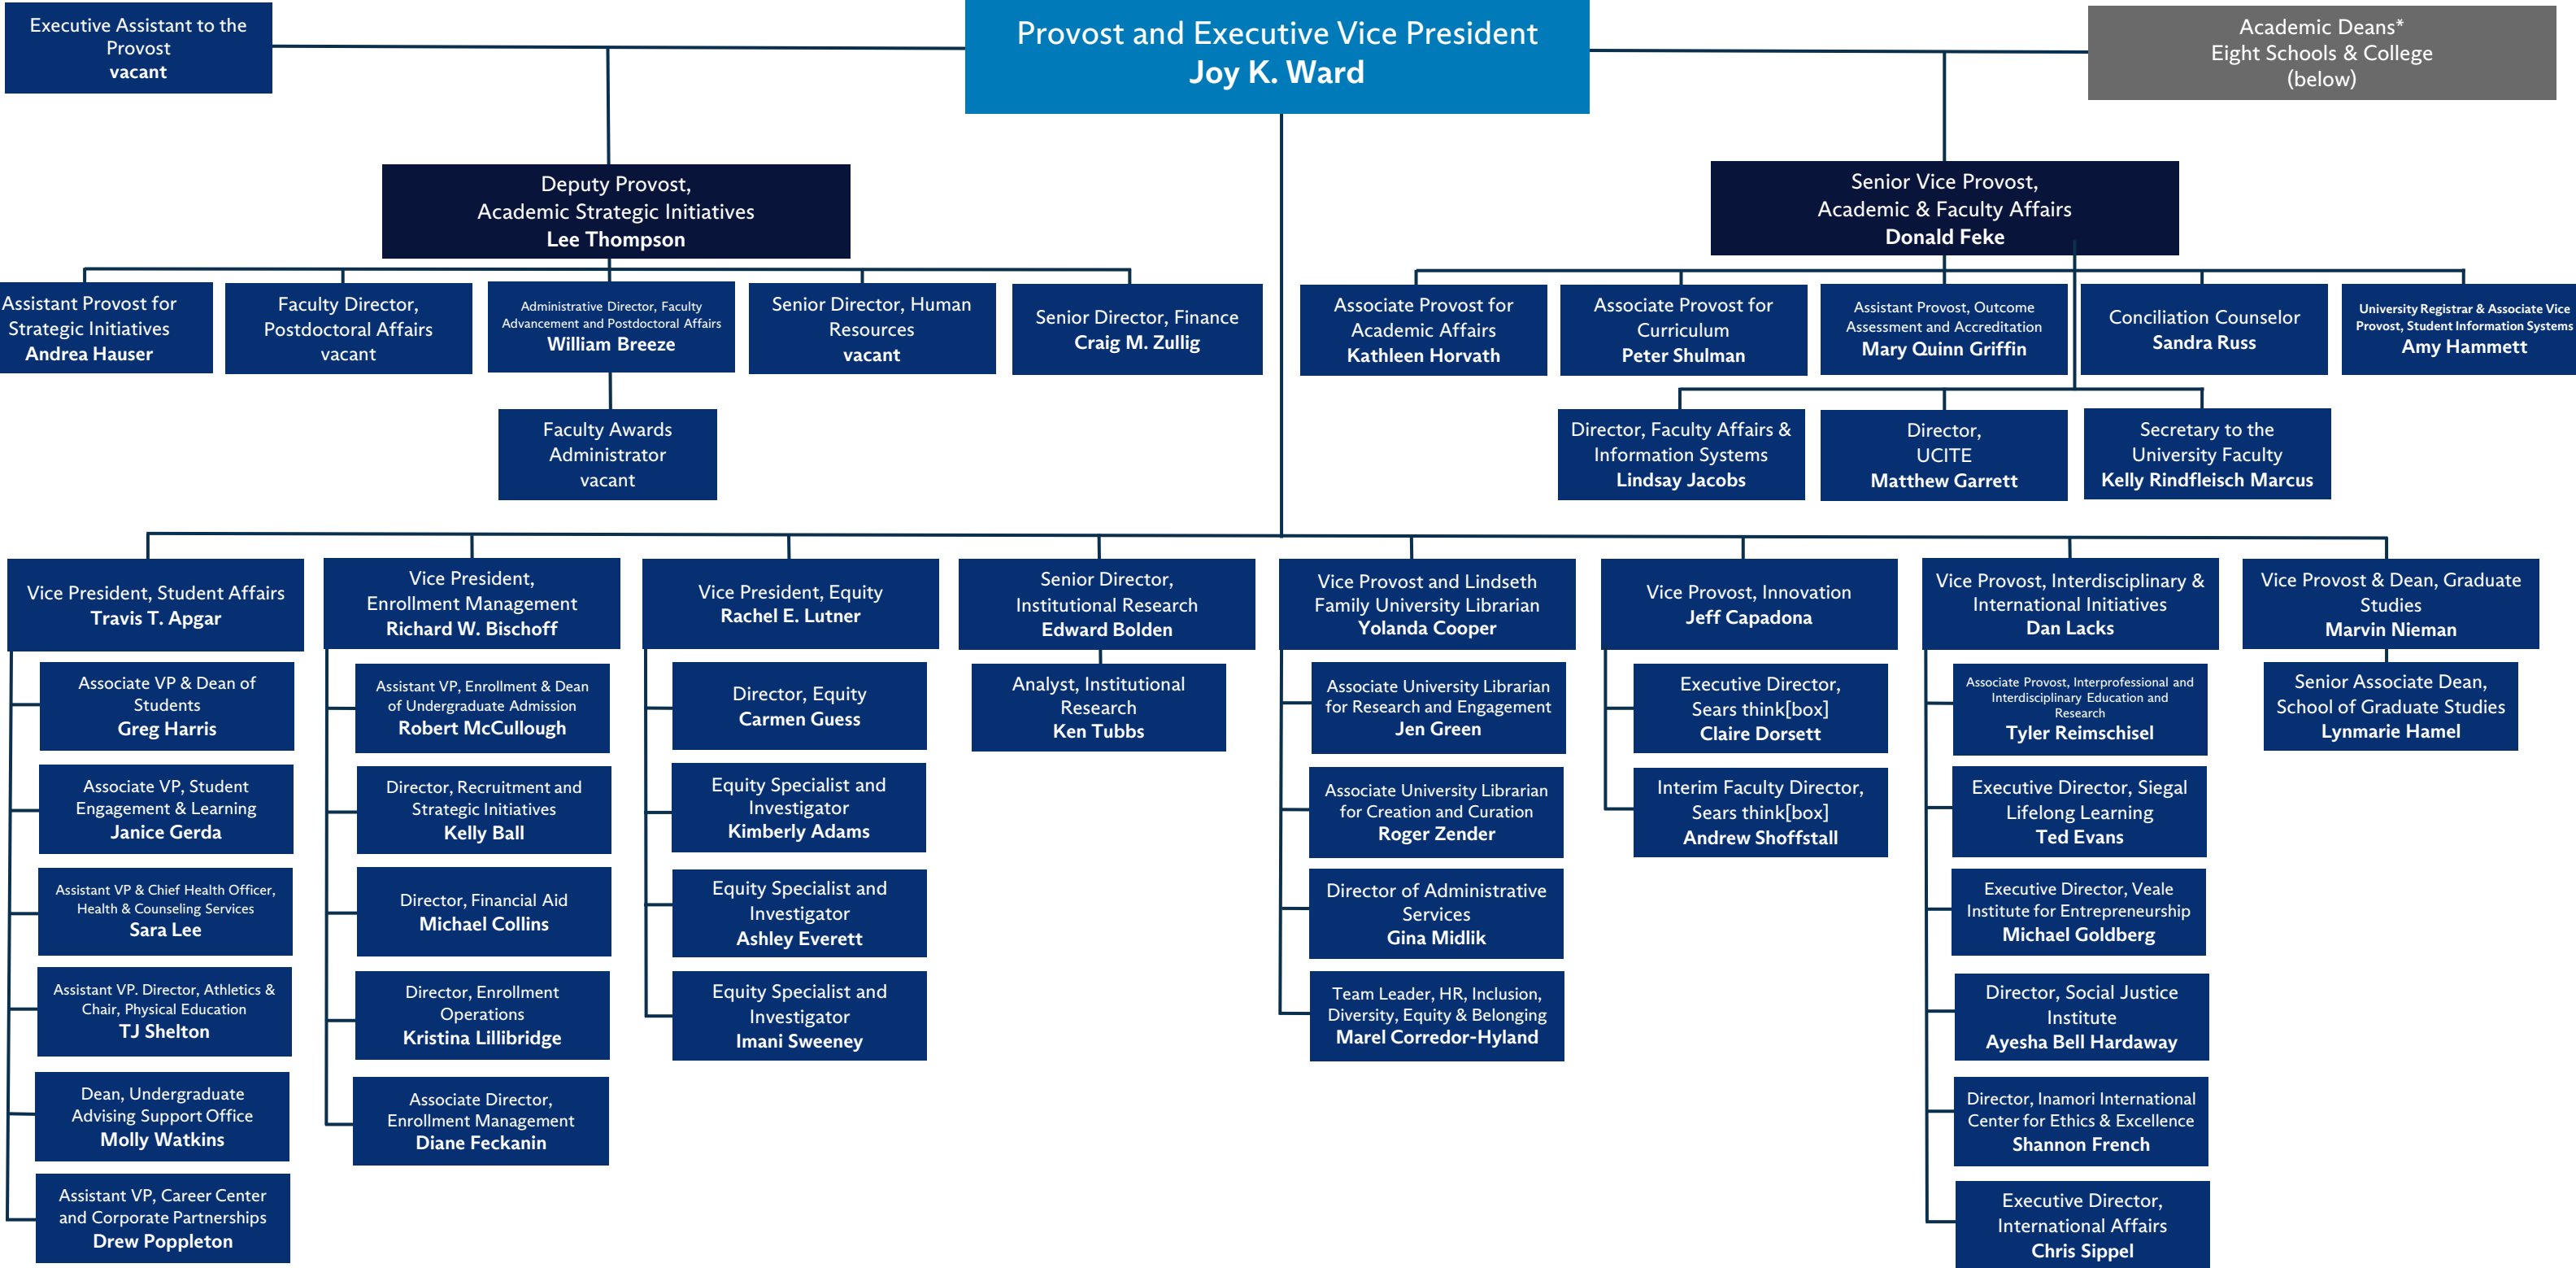 Executive Assistant to the
Provost
vacant
Provost and Executive Vice President
Joy K. Ward
Academic Deans*
Eight Schools & College
(below)
Deputy Provost,
Academic Strategic Initiatives
Lee Thompson
Senior Vice Provost,
Academic & Faculty Affairs
Donald Feke
Assistant Provost for
Strategic Initiatives
Andrea Hauser
Faculty Director,
Postdoctoral Affairs
vacant
Administrative Director, Faculty
Advancement and Postdoctoral Affairs
William Breeze
Senior Director, Human
Resources
vacant
Senior Director, Finance
Craig M. Zullig
Associate Provost for
Academic Affairs
Kathleen Horvath
Associate Provost for
Curriculum
Peter Shulman
Assistant Provost, Outcome
Assessment and Accreditation
Mary Quinn Griffin
Conciliation Counselor
Sandra Russ
University Registrar & Associate Vice
Provost, Student Information Systems
Amy Hammett
Faculty Awards
Administrator
vacant
Director, Faculty Affairs &
Information Systems
Lindsay Jacobs
Director,
UCITE
Matthew Garrett
Secretary to the
University Faculty
Kelly Rindfleisch Marcus
Vice President, Student Affairs
Travis T. Apgar
Associate VP & Dean of
Students
Greg Harris
Associate VP, Student
Engagement & Learning
Janice Gerda
Assistant VP & Chief Health Officer,
Health & Counseling Services
Sara Lee
Assistant VP. Director, Athletics &
Chair, Physical Education
TJ Shelton
Dean, Undergraduate
Advising Support Office
Molly Watkins
Assistant VP, Career Center
and Corporate Partnerships
Drew Poppleton
Vice President,
Enrollment Management
Richard W. Bischoff
Assistant VP, Enrollment & Dean
of Undergraduate Admission
Robert McCullough
Director, Recruitment and
Strategic Initiatives
Kelly Ball
Director, Financial Aid
Michael Collins
Director, Enrollment
Operations
Kristina Lillibridge
Associate Director,
Enrollment Management
Diane Feckanin
Vice President, Equity
Rachel E. Lutner
Director, Equity
Carmen Guess
Equity Specialist and
Investigator
Kimberly Adams
Equity Specialist and
Investigator
Ashley Everett
Equity Specialist and
Investigator
Imani Sweeney
Senior Director,
Institutional Research
Edward Bolden
Analyst, Institutional
Research
Ken Tubbs
Vice Provost and Lindseth
Family University Librarian
Yolanda Cooper
Associate University Librarian
for Research and Engagement
Jen Green
Associate University Librarian
for Creation and Curation
Roger Zender
Director of Administrative
Services
Gina Midlik
Team Leader, HR, Inclusion,
Diversity, Equity & Belonging
Marel Corredor-Hyland
Vice Provost, Innovation
Jeff Capadona
Executive Director,
Sears think[box]
Claire Dorsett
Interim Faculty Director,
Sears think[box]
Andrew Shoffstall
Vice Provost, Interdisciplinary &
International Initiatives
Dan Lacks
Associate Provost, Interprofessional and
Interdisciplinary Education and
Research
Tyler Reimschisel
Executive Director, Siegal
Lifelong Learning
Ted Evans
Executive Director, Veale
Institute for Entrepreneurship
Michael Goldberg
Director, Social Justice
Institute
Ayesha Bell Hardaway
Director, Inamori International
Center for Ethics & Excellence
Shannon French
Executive Director,
International Affairs
Chris Sippel
Vice Provost & Dean, Graduate
Studies
Marvin Nieman
Senior Associate Dean,
School of Graduate Studies
Lynmarie Hamel